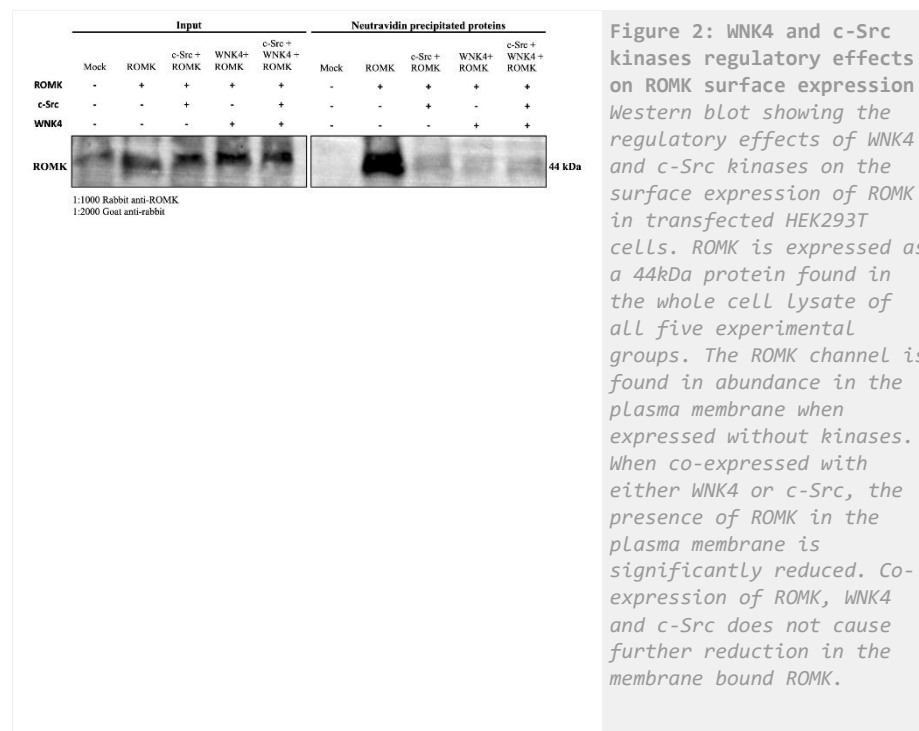 Input
Neutravidin precipitated proteins
Mock ROMK c-Src + ROMK WNK4+ ROMK c-Src + WNK4 + ROMK Mock ROMK c-Src + ROMK WNK4+ ROMK c-Src + WNK4 + ROMK
ROMK - + + + + - + + + +
c-Src - - + - + - - + - +
WNK4 - - - + + - - - + +
ROMK 44 kDa
1:1000 Rabbit anti-ROMK
1:2000 Goat anti-rabbit
Figure 2: WNK4 and c-Src
kinases regulatory effects
on ROMK surface expression
Western blot showing the
regulatory effects of WNK4
and c-Src kinases on the
surface expression of ROMK
in transfected HEK293T
cells. ROMK is expressed as
a 44kDa protein found in
the whole cell lysate of
all five experimental
groups. The ROMK channel is
found in abundance in the
plasma membrane when
expressed without kinases.
When co-expressed with
either WNK4 or c-Src, the
presence of ROMK in the
plasma membrane is
significantly reduced. Co-
expression of ROMK, WNK4
and c-Src does not cause
further reduction in the
membrane bound ROMK.